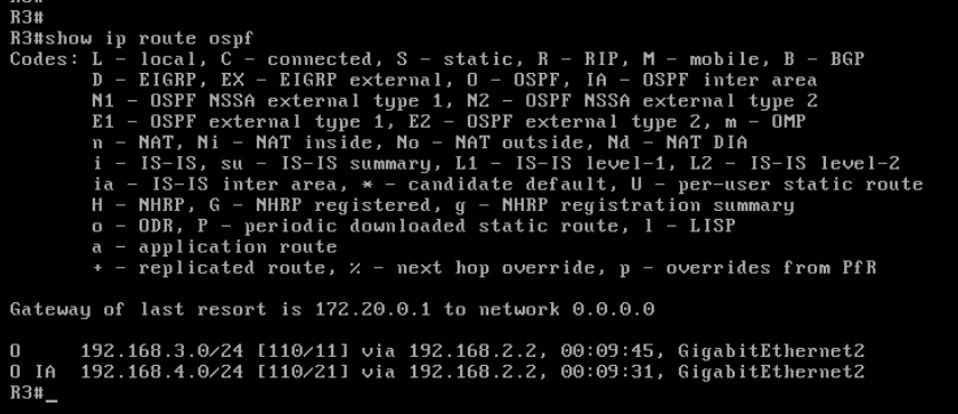 R3#
R3#show ip route ospf
Codes: L - local, C - connected, S - static, R - RIP, M - mobile, B - BGP
       D - EIGRP, EX - EIGRP external, O - OSPF, IA - OSPF inter area
       N1 - OSPF NSSA external type 1, N2 - OSPF NSSA external type 2
       E1 - OSPF external type 1, E2 - OSPF external type 2, m - OMP
       n - NAT, Ni - NAT inside, No - NAT outside, Nd - NAT DIA
       i - IS-IS, su - IS-IS summary, L1 - IS-IS level-1, L2 - IS-IS level-2
       ia - IS-IS inter area, * - candidate default, U - per-user static route
       H - NHRP, G - NHRP registered, g - NHRP registration summary
       o - ODR, P - periodic downloaded static route, l - LISP
       a - application route
       + - replicated route, % - next hop override, p - overrides from PfR
Gateway of last resort is 172.20.0.1 to network 0.0.0.0
O     192.168.3.0/24 [110/11] via 192.168.2.2, 00:09:45, GigabitEthernet2
O IA  192.168.4.0/24 [110/21] via 192.168.2.2, 00:09:31, GigabitEthernet2
R3#_